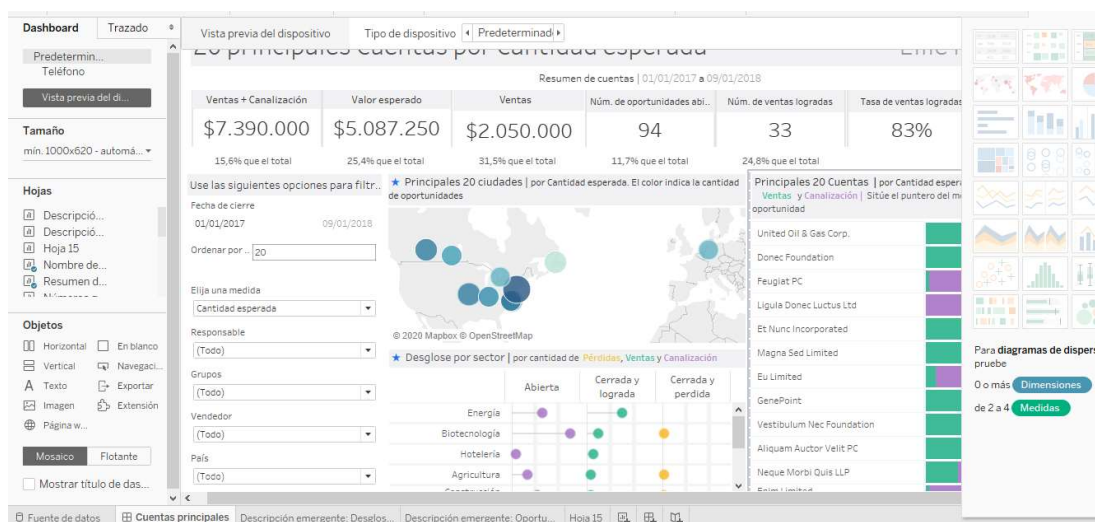 Dashboard
Trazado
Predetermin...
Teléfono
Vista previa del di...
Tamaño
mín. 1000x620 - automá...
Hojas
Descripció...
Descripció...
Hoja 15
Nombre de...
Resumen d...
Objetos
Horizontal
En blanco
Vertical
Navegaci...
Texto
Exportar
Imagen
Extensión
Página w...
Mosaico
Flotante
Mostrar título de das...
Vista previa del dispositivo
Tipo de dispositivo
Predeterminado
20 principales Cuentas por Cantidad esperada
Resumen de cuentas | 01/01/2017 a 09/01/2018
Ventas + Canalización
Valor esperado
Ventas
Núm. de oportunidades abi..
Núm. de ventas logradas
Tasa de ventas logradas
$7.390.000
$5.087.250
$2.050.000
94
33
83%
15,6% que el total
25,4% que el total
31,5% que el total
11,7% que el total
24,8% que el total
Use las siguientes opciones para filtr..
Fecha de cierre
01/01/2017
09/01/2018
Ordenar por ..
20
Elija una medida
Cantidad esperada
Responsable
(Todo)
Grupos
(Todo)
Vendedor
(Todo)
País
(Todo)
★ Principales 20 ciudades | por Cantidad esperada. El color indica la cantidad
de oportunidades
© 2020 Mapbox © OpenStreetMap
★ Desglose por sector | por cantidad de Pérdidas, Ventas y Canalización
Abierta
Cerrada y
lograda
Cerrada y
perdida
Energía
Biotecnología
Hotelería
Agricultura
Principales 20 Cuentas | por Cantidad esper
Ventas y Canalización | Sitúe el puntero del m
oportunidad
United Oil & Gas Corp.
Donec Foundation
Feugiat PC
Ligula Donec Luctus Ltd
Et Nunc Incorporated
Magna Sed Limited
Eu Limited
GenePoint
Vestibulum Nec Foundation
Aliquam Auctor Velit PC
Neque Morbi Quis LLP
Enim Limited
Para diagramas de dispers
pruebe
0 o más Dimensiones
de 2 a 4 Medidas
Fuente de datos
Cuentas principales
Descripción emergente: Desglos...
Descripción emergente: Oportu...
Hoja 15